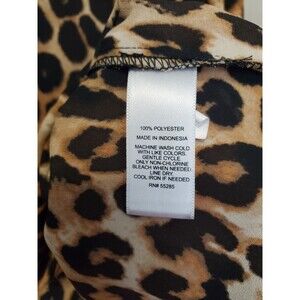 100% POLYESTER
MADE IN INDONESIA
MACHINE WASH COLD
WITH LIKE COLORS.
GENTLE CYCLE
ONLY NON-CHLORINE
BLEACH WHEN NEEDED.
LINE DRY.
COOL IRON IF NEEDED.
RN# 55285